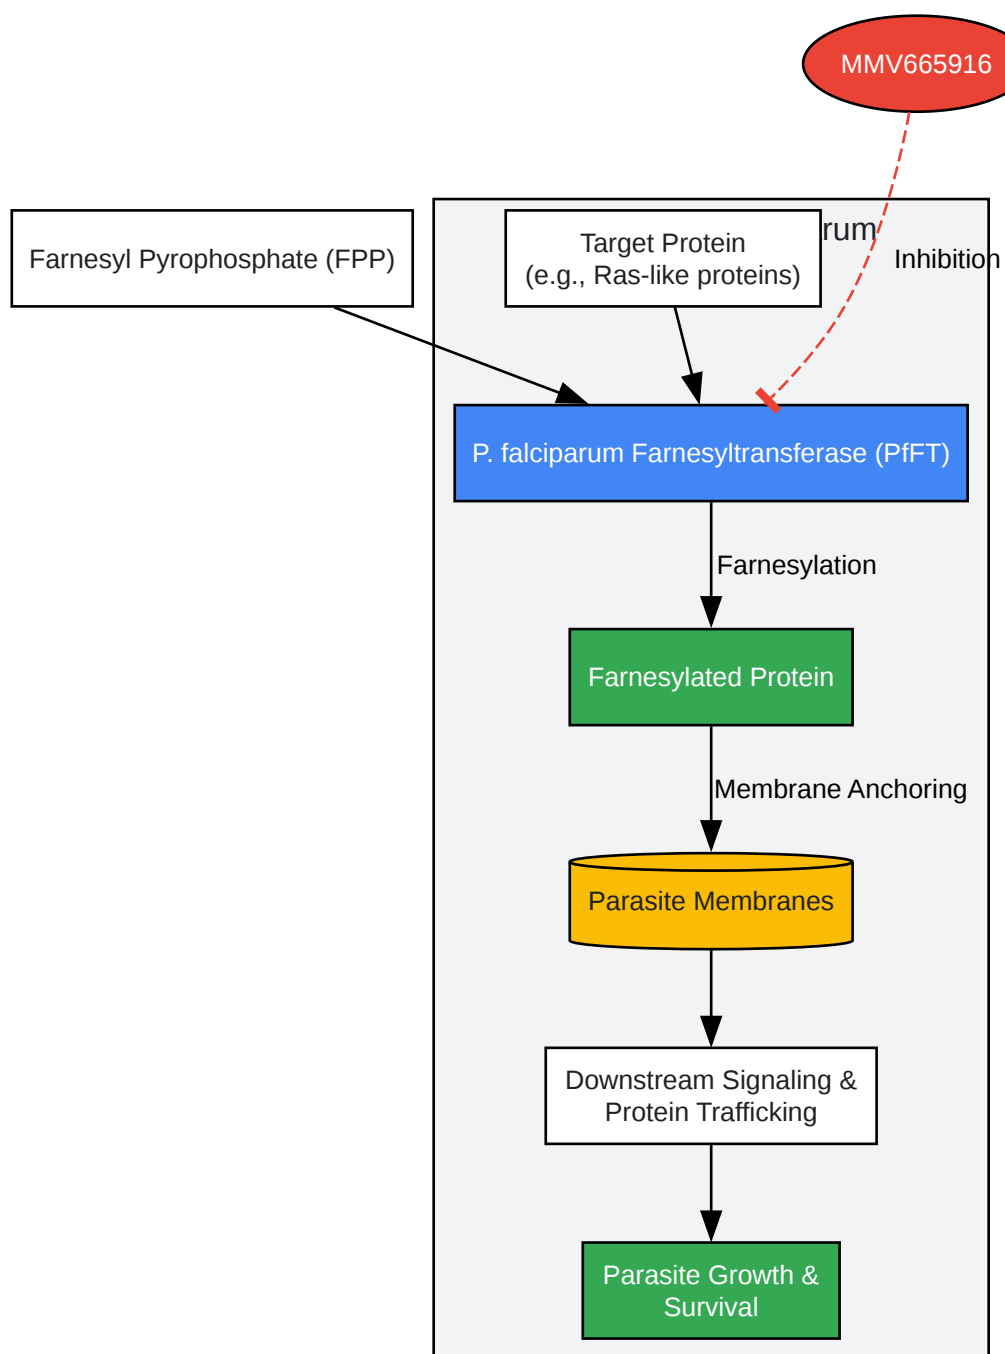 MMV665916
Farnesyl Pyrophosphate (FPP)
Target Protein
(e.g., Ras-like proteins)
rum
Inhibition
P. falciparum Farnesyltransferase (PfFT)
Farnesylation
Farnesylated Protein
Membrane Anchoring
Parasite Membranes
Downstream Signaling &
Protein Trafficking
Parasite Growth &
Survival